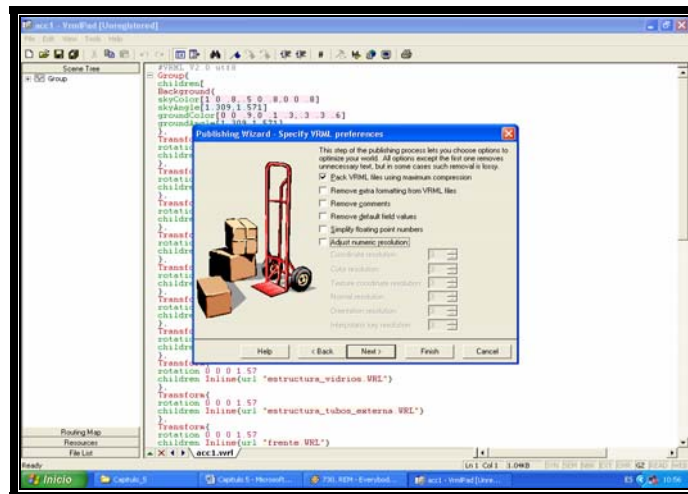 acc1 - VrmlPad [Unregistered]
File Edit View Tools Help
Scene Tree
Group
#VRML V2.0 utf8
Group{
children[
Background{
skyColor[1 0 .8,.5 0 .8,0 0 .8]
skyAngle[1.309,1.571]
groundColor[0 0 .9,0 .1 .3,.3 .3 .6]
Publishing Wizard - Specify VRML preferences
This step of the publishing process lets you choose options to
optimize your world. All options except the first one removes
unnecessary text, but in some cases such removal is lossy.
Pack VRML files using maximum compression
Remove extra formatting from VRML files
Remove comments
Remove default field values
Simplify floating point numbers
Adjust numeric resolution
Coordinate resolution:
Color resolution:
Texture coordinate resolution:
Normal resolution:
Orientation resolution:
Interpolators key resolution:
Help < Back Next > Finish Cancel
rotation 0 0 0 1.57
children Inline{url "estructura_vidrios.WRL"}
},
Transform{
rotation 0 0 0 1.57
children Inline{url "estructura_tubos_externa.WRL"}
},
Transform{
rotation 0 0 0 1.57
children Inline{url "frente.WRL"}
Routing Map
Resources
File List
acc1.wrl
Ready
Ln 1 Col 1 1.09KB
Inicio
Capitulo_5
Capitulo 5 - Microsoft...
730, REM - Everybod...
acc1 - VrmlPad [Unre...
ES
10:56